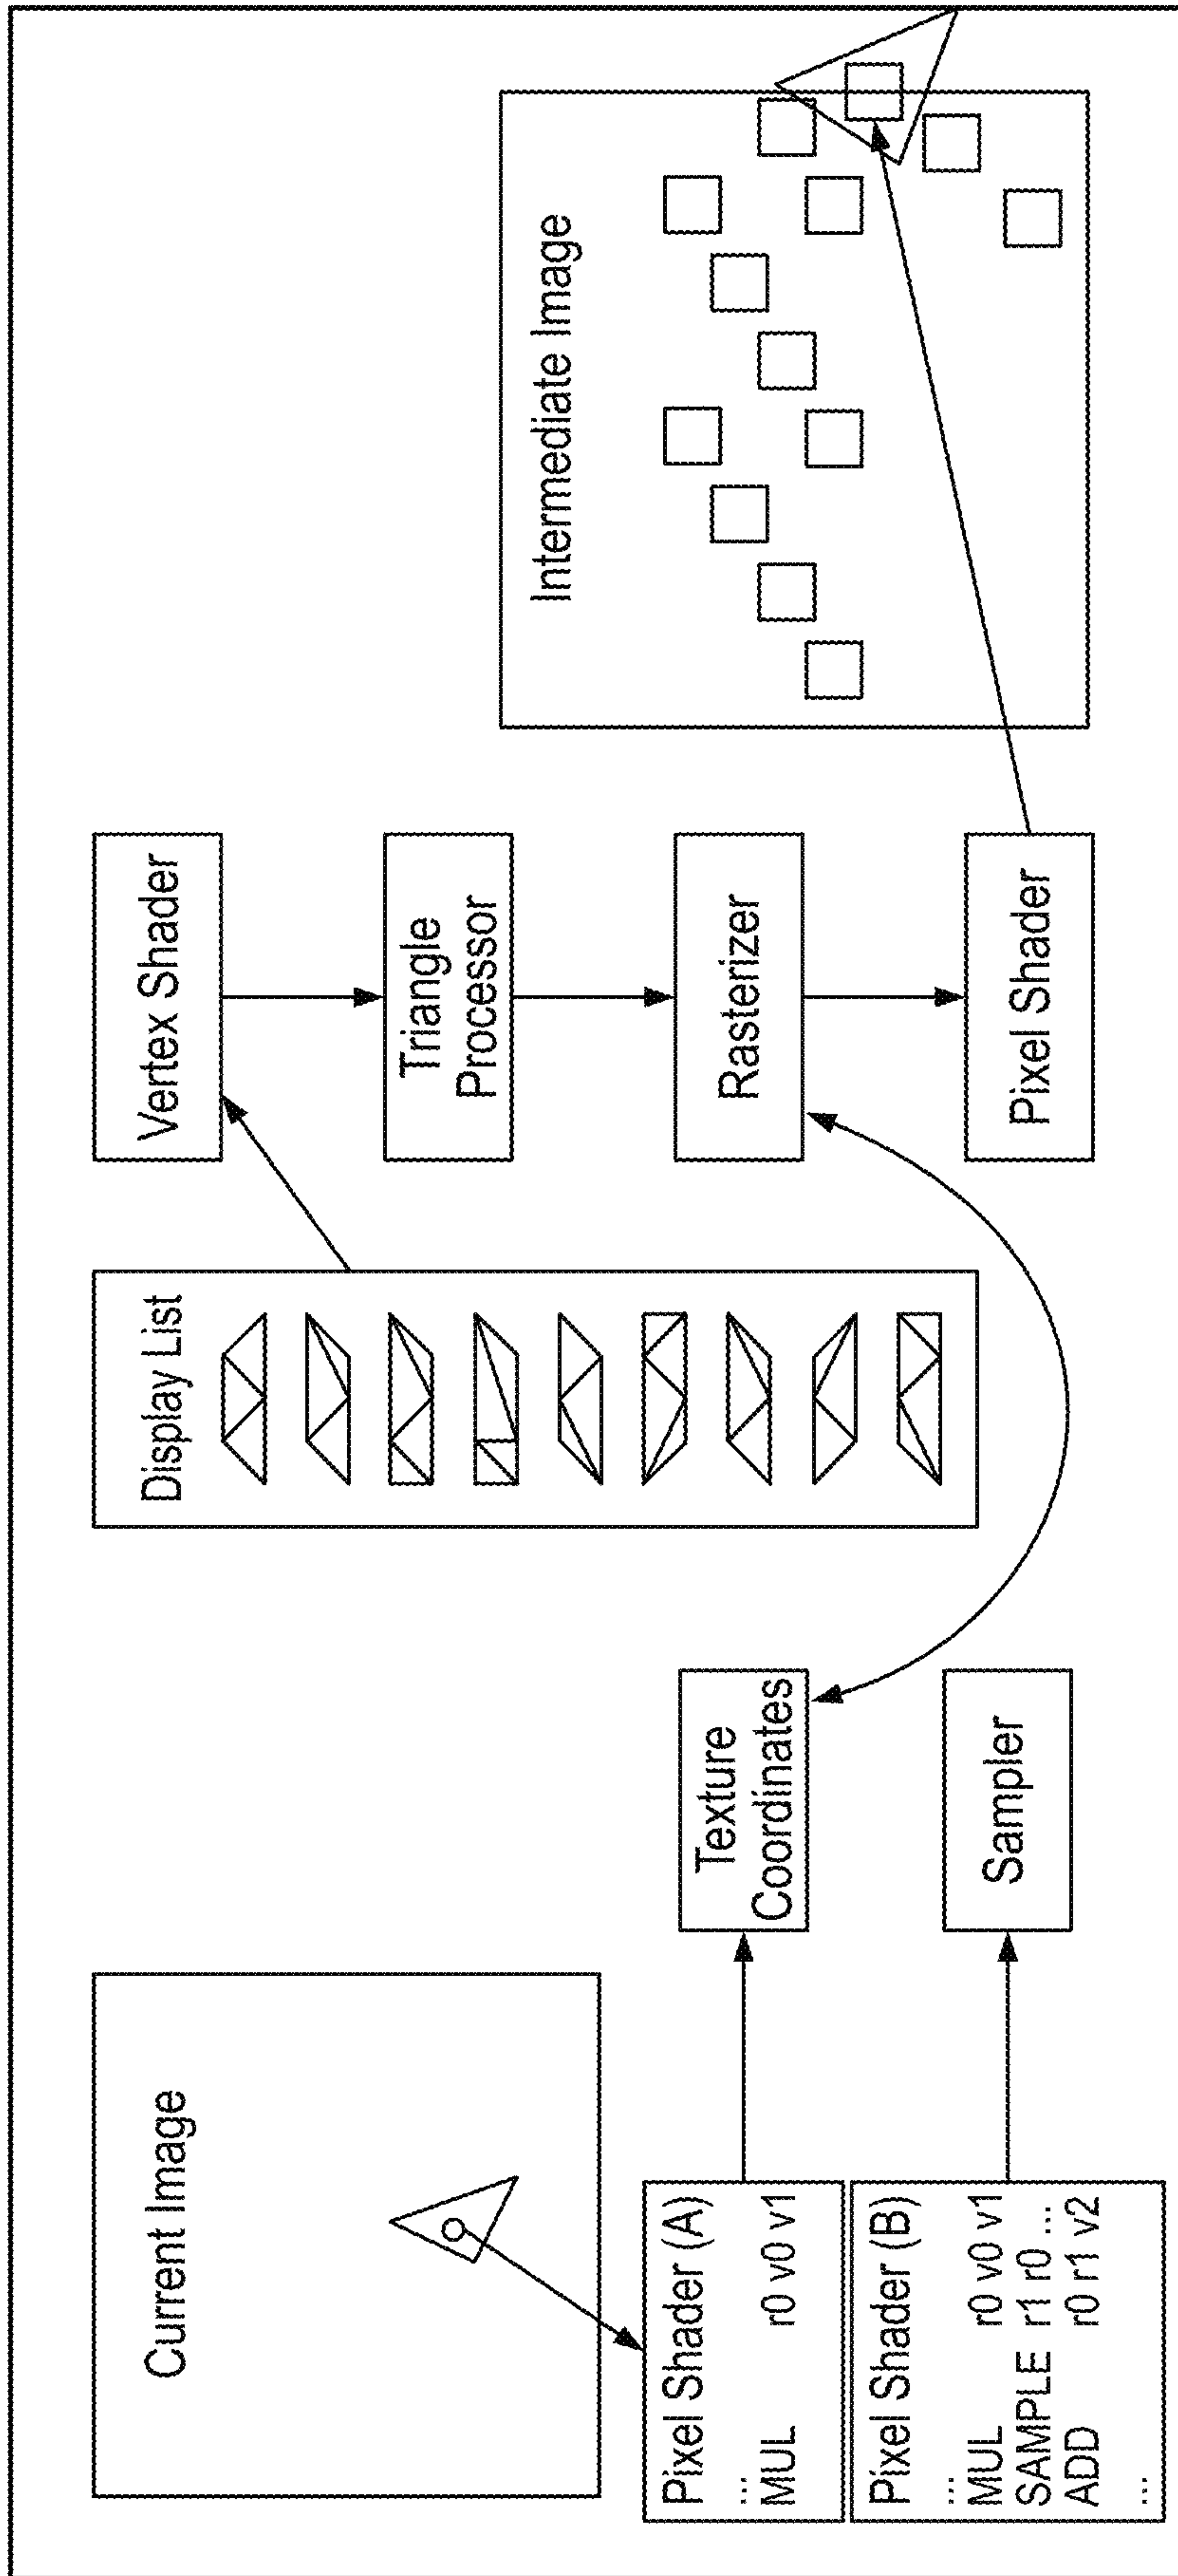 Current Image
Pixel Shader (A)
...
MUL r0 v0 v1
Pixel Shader (B)
...
MUL r0 v0 v1
SAMPLE r1 r0 ...
ADD r0 r1 v2
...
Texture
Coordinates
Sampler
Display List
Vertex Shader
Triangle
Processor
Rasterizer
Pixel Shader
Intermediate Image